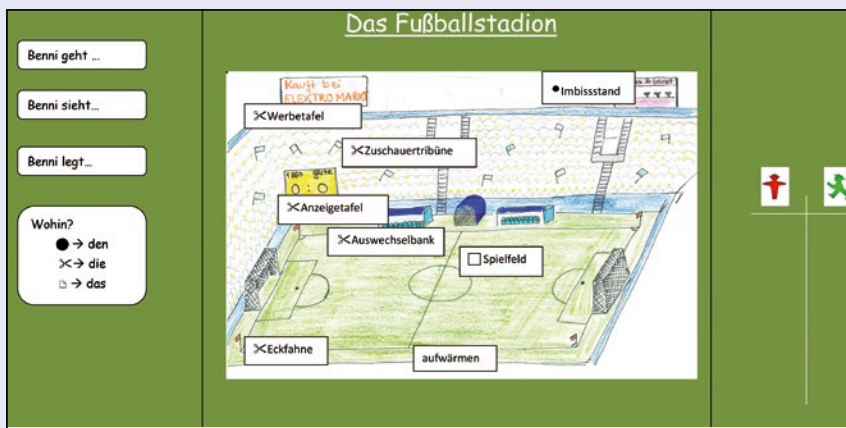 Das Fußballstadion
Benni geht ...
Benni sieht...
Benni legt...
Wohin?
● → den
✂ → die
□ → das
Kauft bei
ELEKTRO MARKT
● Imbissstand
✂ Werbetafel
✂ Zuschauertribüne
0 : 0
✂ Anzeigetafel
✂ Auswechselbank
□ Spielfeld
✂ Eckfahne
aufwärmen